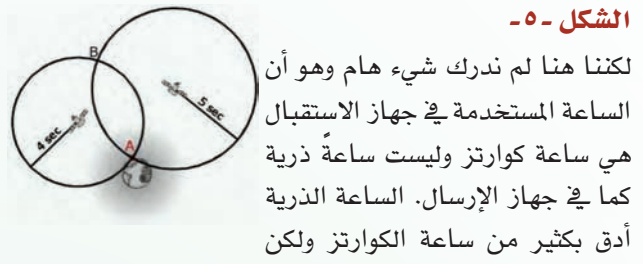 الشكل -٥-
لكننا هنا لم ندرك شيء هام وهو أن
الساعة المستخدمة في جهاز الاستقبال
هي ساعة كوارتز وليست ساعةً ذرية
كما في جهاز الإرسال. الساعة الذرية
أدق بكثير من ساعة الكوارتز ولكن
B
5 sec
4 sec
A